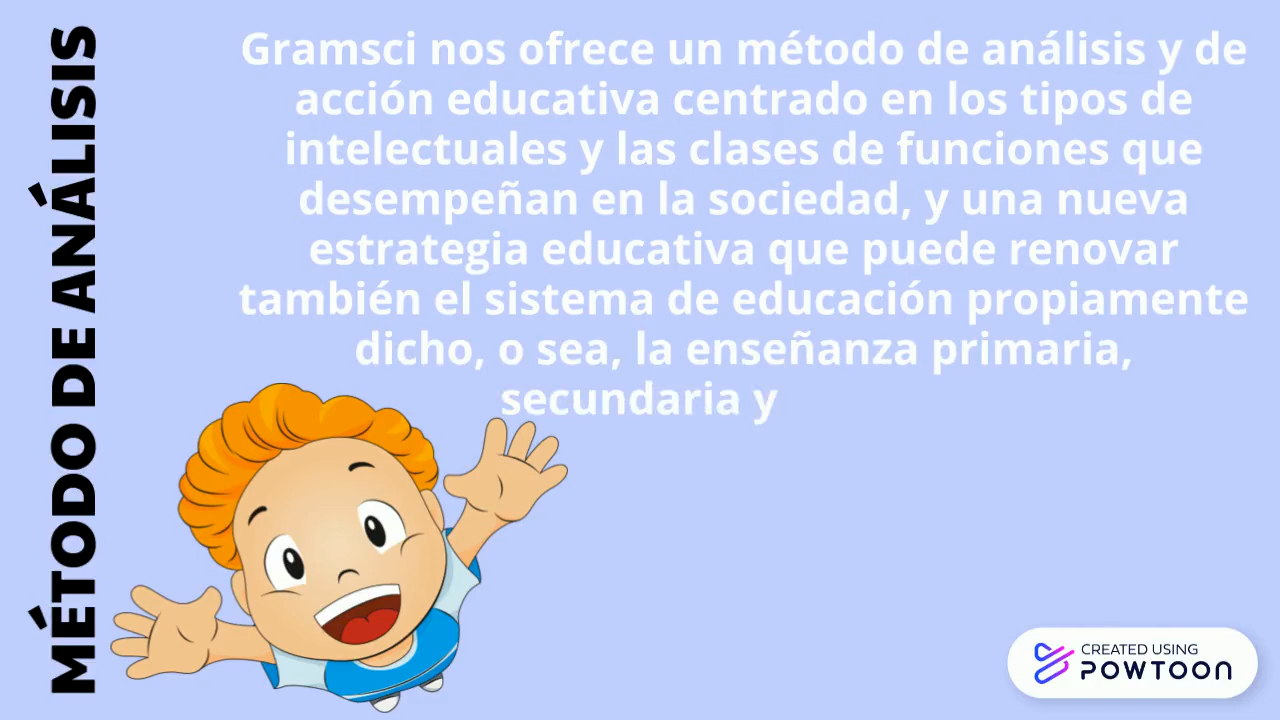 MÉTODO DE ANÁLISIS
Gramsci nos ofrece un método de análisis y de
acción educativa centrado en los tipos de
intelectuales y las clases de funciones que
desempeñan en la sociedad, y una nueva
estrategia educativa que puede renovar
también el sistema de educación propiamente
dicho, o sea, la enseñanza primaria,
secundaria y
CREATED USING
POWTOON